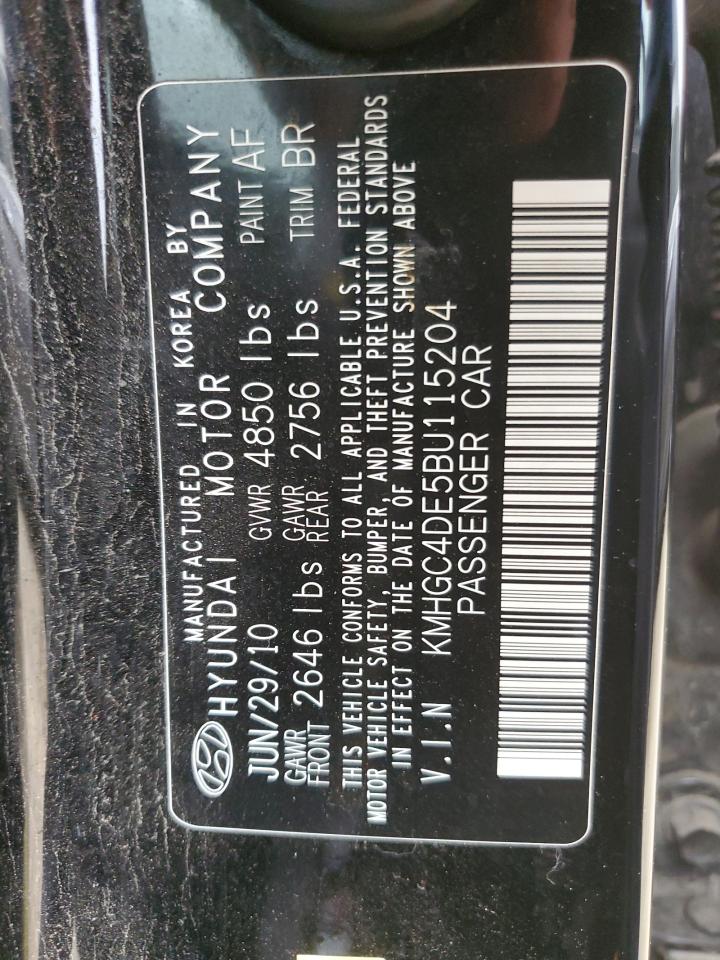 MANUFACTURED IN KOREA BY
HYUNDAI MOTOR COMPANY
JUN/29/10 GVWR 4850 lbs PAINT AF
GAWR FRONT 2646 lbs GAWR REAR 2756 lbs TRIM BR
THIS VEHICLE CONFORMS TO ALL APPLICABLE U.S.A. FEDERAL
MOTOR VEHICLE SAFETY, BUMPER, AND THEFT PREVENTION STANDARDS
IN EFFECT ON THE DATE OF MANUFACTURE SHOWN ABOVE
V.I.N KMHGC4DE5BU115204
PASSENGER CAR